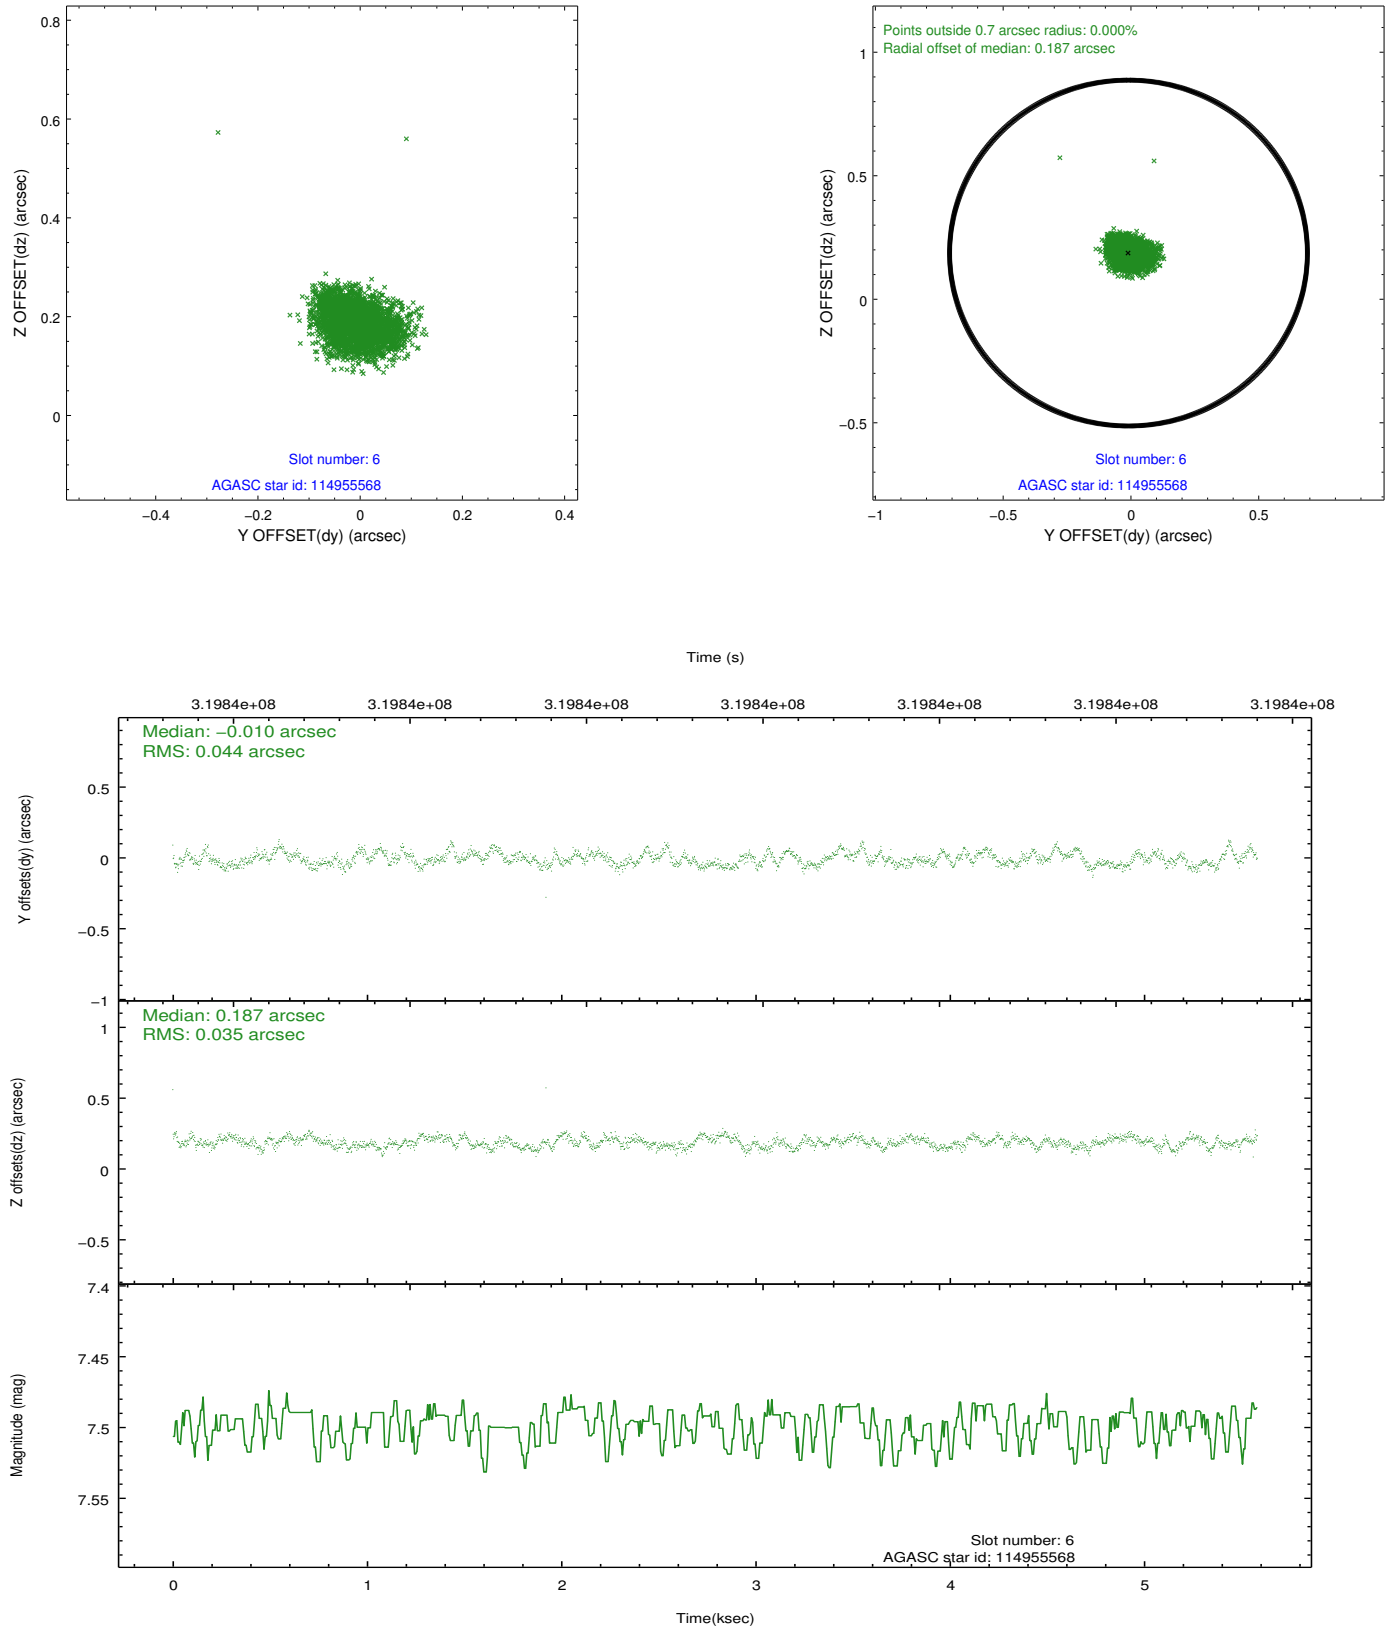 0.8
0.6
0.4
0.2
0
Z OFFSET(dz) (arcsec)
Slot number: 6
AGASC star id: 114955568
−0.4 −0.2 0 0.2 0.4
Y OFFSET(dy) (arcsec)
Points outside 0.7 arcsec radius: 0.000%
Radial offset of median: 0.187 arcsec
1
0.5
0
−0.5
Z OFFSET(dz) (arcsec)
Slot number: 6
AGASC star id: 114955568
−1 −0.5 0 0.5
Y OFFSET(dy) (arcsec)
Time (s)
3.1984e+08 3.1984e+08 3.1984e+08 3.1984e+08 3.1984e+08 3.1984e+08 3.1984e+08
Median: −0.010 arcsec
RMS: 0.044 arcsec
0.5
0
−0.5
−1
Y offsets(dy) (arcsec)
Median: 0.187 arcsec
RMS: 0.035 arcsec
1
0.5
0
−0.5
Z offsets(dz) (arcsec)
7.4
7.45
7.5
7.55
Magnitude (mag)
Slot number: 6
AGASC star id: 114955568
0 1 2 3 4 5
Time(ksec)